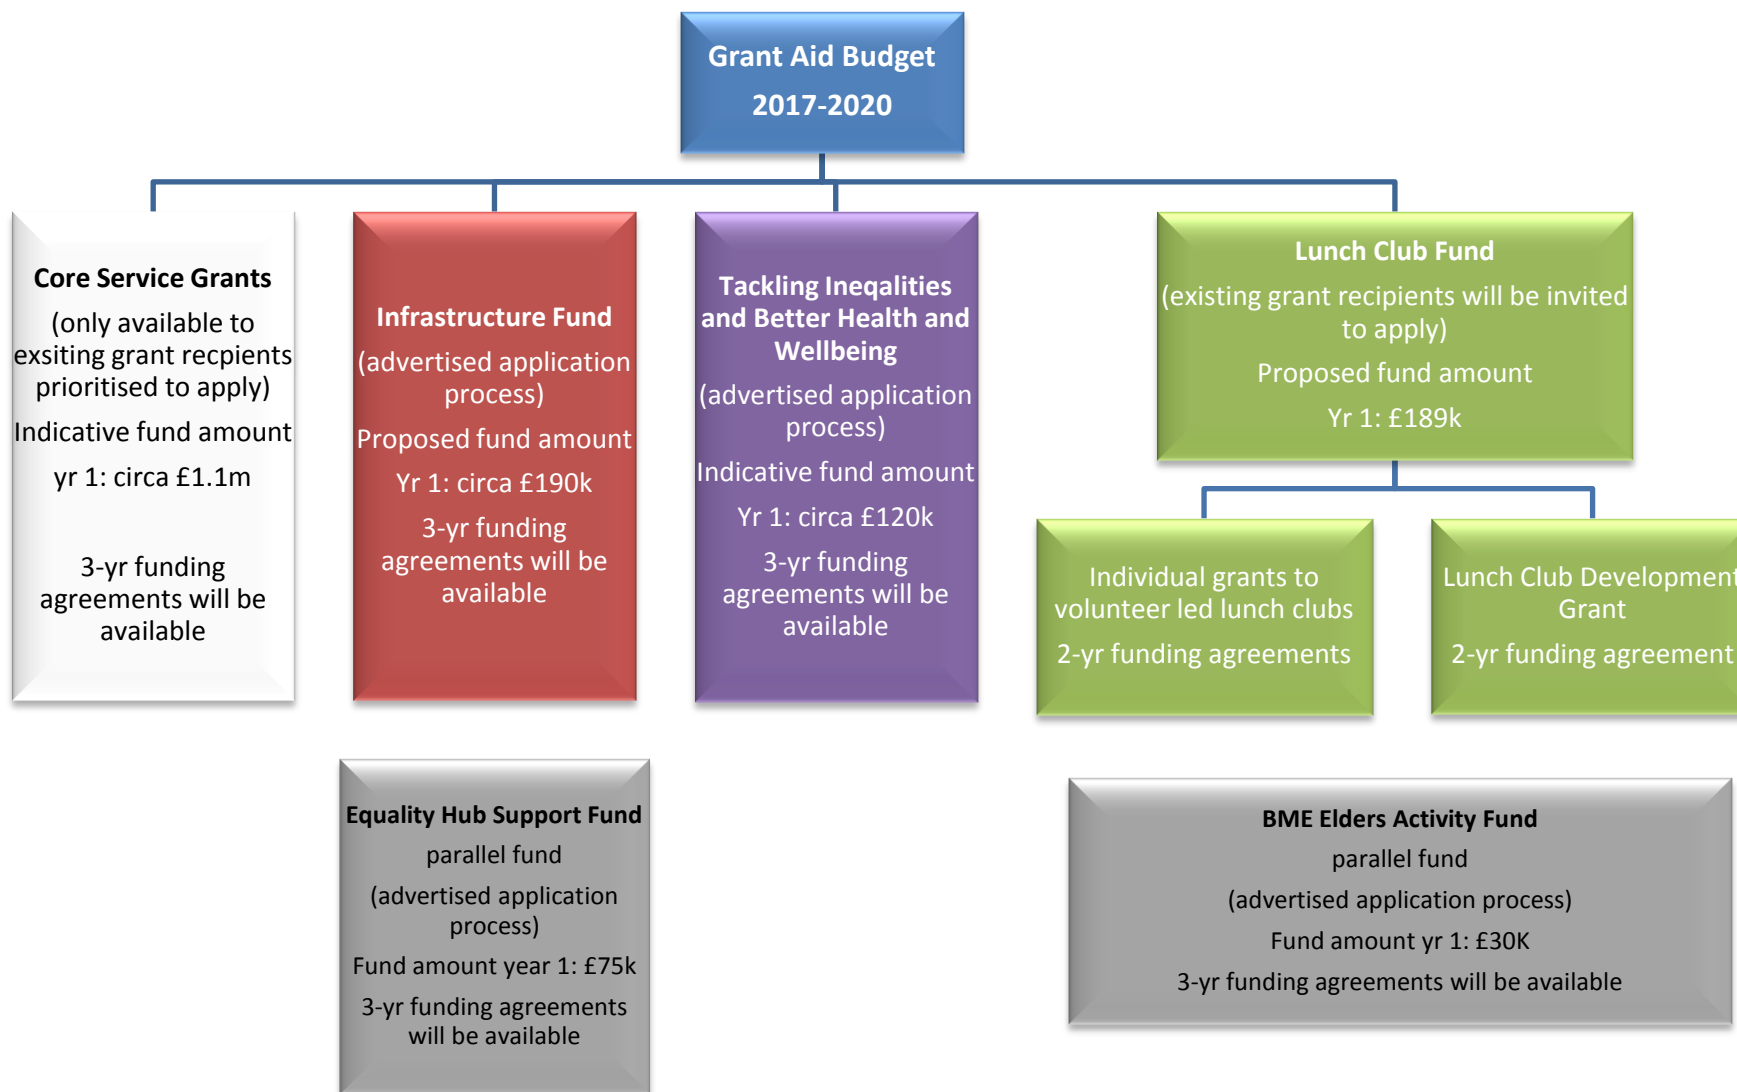 Grant Aid Budget
2017-2020
Core Service Grants
(only available to
exsiting grant recpients
prioritised to apply)
Indicative fund amount
yr 1: circa £1.1m
3-yr funding
agreements will be
available
Infrastructure Fund
(advertised application
process)
Proposed fund amount
Yr 1: circa £190k
3-yr funding
agreements will be
available
Tackling Ineqalities
and Better Health and
Wellbeing
(advertised application
process)
Indicative fund amount
Yr 1: circa £120k
3-yr funding
agreements will be
available
Lunch Club Fund
(existing grant recipients will be invited
to apply)
Proposed fund amount
Yr 1: £189k
Individual grants to
volunteer led lunch clubs
2-yr funding agreements
Lunch Club Development
Grant
2-yr funding agreement
Equality Hub Support Fund
parallel fund
(advertised application
process)
Fund amount year 1: £75k
3-yr funding agreements
will be available
BME Elders Activity Fund
parallel fund
(advertised application process)
Fund amount yr 1: £30K
3-yr funding agreements will be available